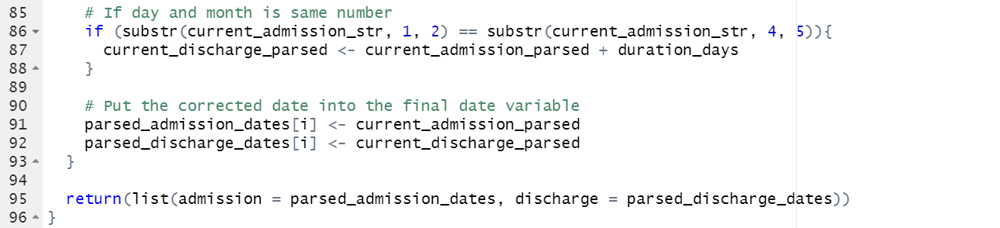 85 # If day and month is same number
86 if (substr(current_admission_str, 1, 2) == substr(current_admission_str, 4, 5)){
87 current_discharge_parsed <- current_admission_parsed + duration_days
88 }
89
90 # Put the corrected date into the final date variable
91 parsed_admission_dates[i] <- current_admission_parsed
92 parsed_discharge_dates[i] <- current_discharge_parsed
93 }
94
95 return(list(admission = parsed_admission_dates, discharge = parsed_discharge_dates))
96 }